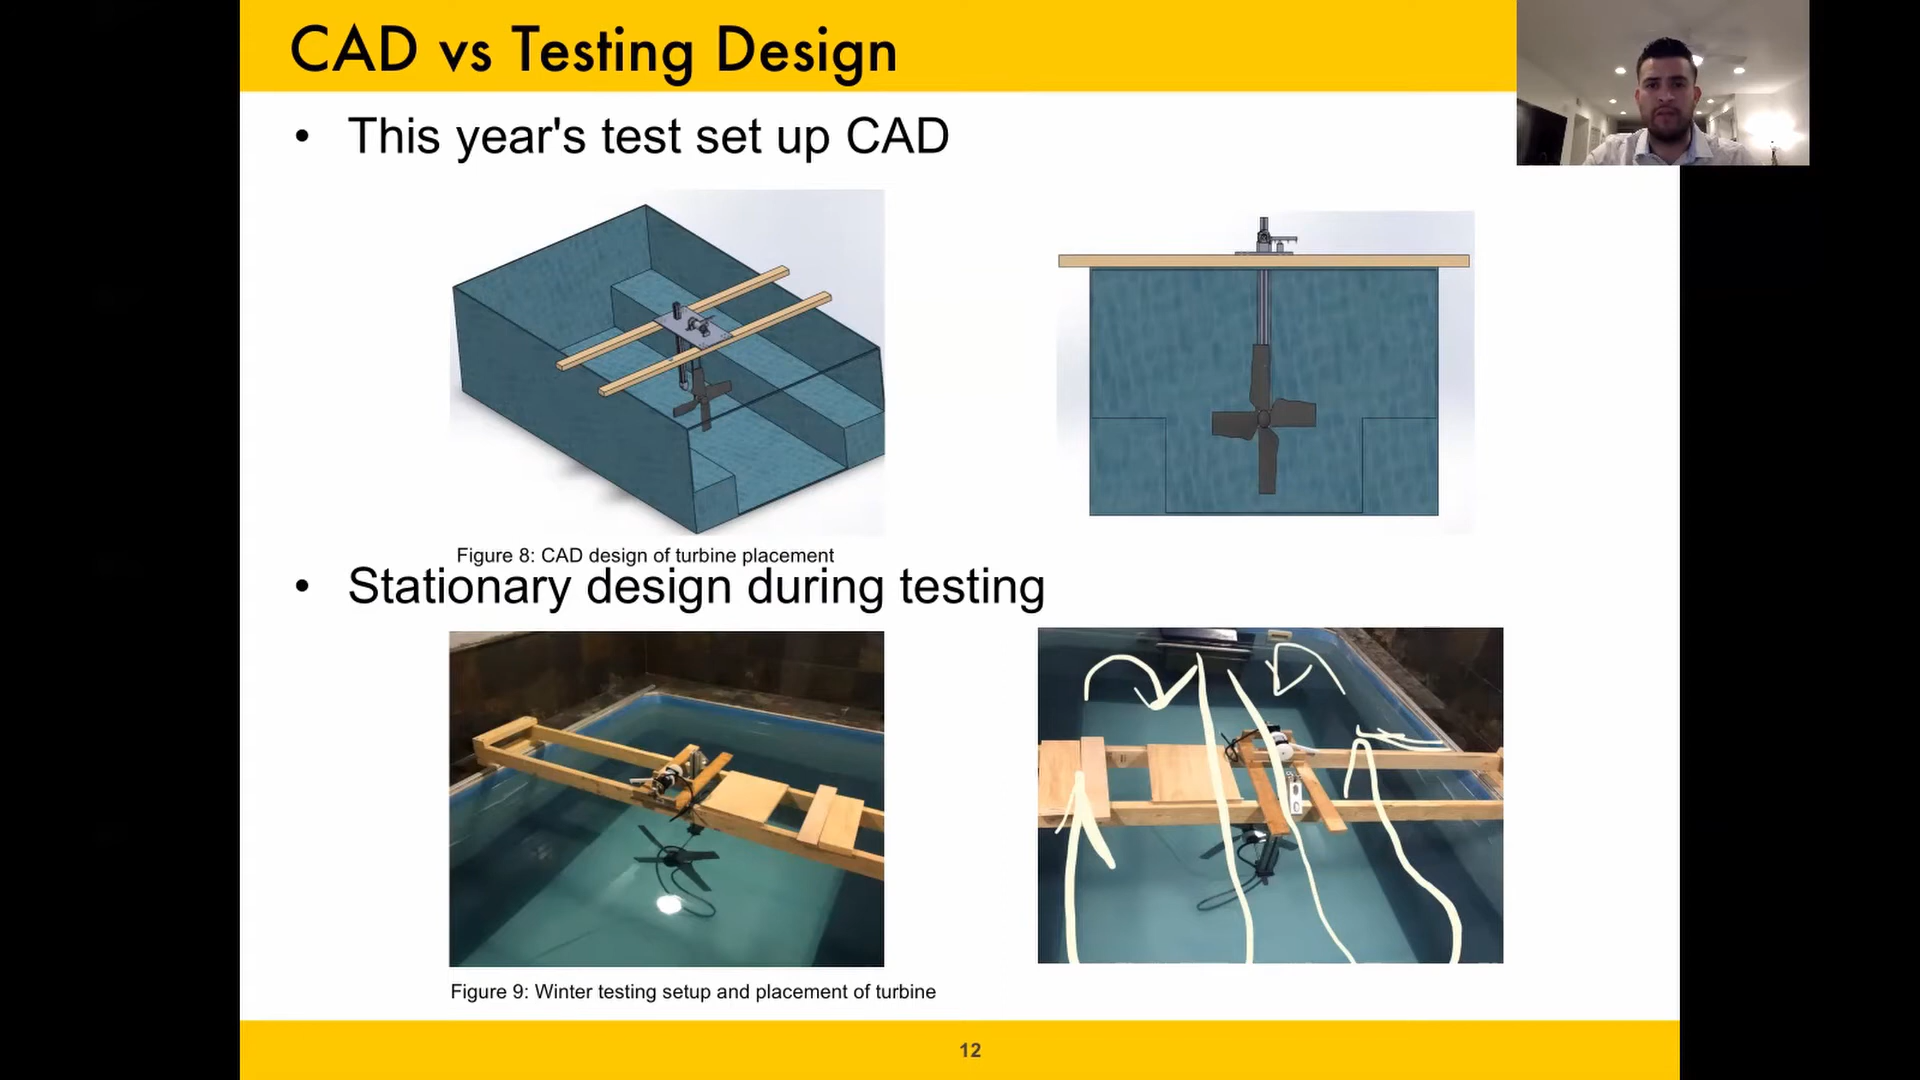 CAD vs Testing Design
• This year's test set up CAD
Figure 8: CAD design of turbine placement
• Stationary design during testing
Figure 9: Winter testing setup and placement of turbine
12